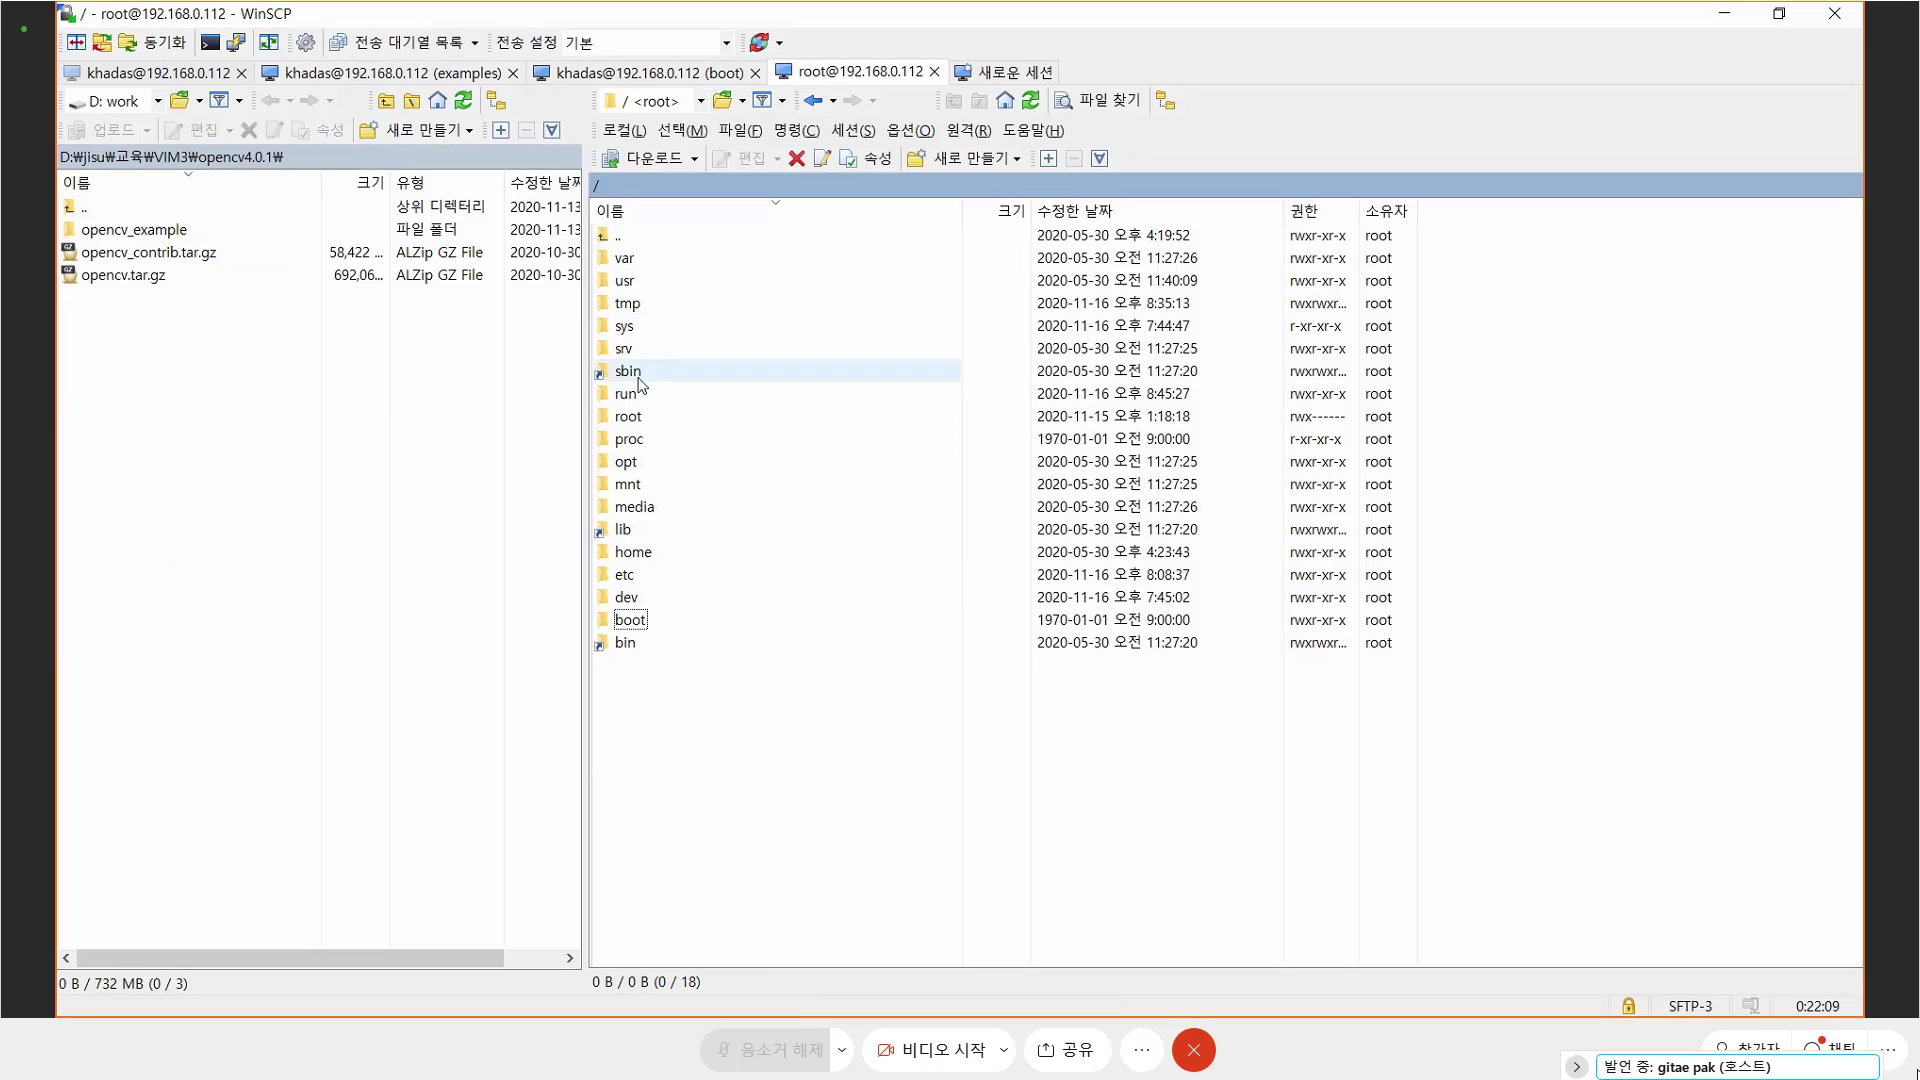 / - root@192.168.0.112 - WinSCP
동기화 전송 대기열 목록 전송 설정 기본
khadas@192.168.0.112 khadas@192.168.0.112 (examples) khadas@192.168.0.112 (boot) root@192.168.0.112 새로운 세션
D: work / <root> 파일 찾기
업로드 편집 속성 새로 만들기 로컬(L) 선택(M) 파일(F) 명령(C) 세션(S) 옵션(O) 원격(R) 도움말(H)
다운로드 편집 속성 새로 만들기
D:₩jisu₩교육₩VIM3₩opencv4.0.1₩
이름 크기 유형 수정한 날짜
.. 상위 디렉터리 2020-11-13
opencv_example 파일 폴더 2020-11-13
opencv_contrib.tar.gz 58,422 ... ALZip GZ File 2020-10-30
opencv.tar.gz 692,06... ALZip GZ File 2020-10-30
/
이름 크기 수정한 날짜 권한 소유자
.. 2020-05-30 오후 4:19:52 rwxr-xr-x root
var 2020-05-30 오전 11:27:26 rwxr-xr-x root
usr 2020-05-30 오전 11:40:09 rwxr-xr-x root
tmp 2020-11-16 오후 8:35:13 rwxrwxr... root
sys 2020-11-16 오후 7:44:47 r-xr-xr-x root
srv 2020-05-30 오전 11:27:25 rwxr-xr-x root
sbin 2020-05-30 오전 11:27:20 rwxrwxr... root
run 2020-11-16 오후 8:45:27 rwxr-xr-x root
root 2020-11-15 오후 1:18:18 rwx------ root
proc 1970-01-01 오전 9:00:00 r-xr-xr-x root
opt 2020-05-30 오전 11:27:25 rwxr-xr-x root
mnt 2020-05-30 오전 11:27:25 rwxr-xr-x root
media 2020-05-30 오전 11:27:26 rwxr-xr-x root
lib 2020-05-30 오전 11:27:20 rwxrwxr... root
home 2020-05-30 오후 4:23:43 rwxr-xr-x root
etc 2020-11-16 오후 8:08:37 rwxr-xr-x root
dev 2020-11-16 오후 7:45:02 rwxr-xr-x root
boot 1970-01-01 오전 9:00:00 rwxr-xr-x root
bin 2020-05-30 오전 11:27:20 rwxrwxr... root
0 B / 732 MB (0 / 3)
0 B / 0 B (0 / 18)
SFTP-3 0:22:09
음소거 해제 비디오 시작 공유 ... 참가자 채팅 ...
발언 중: gitae pak (호스트)